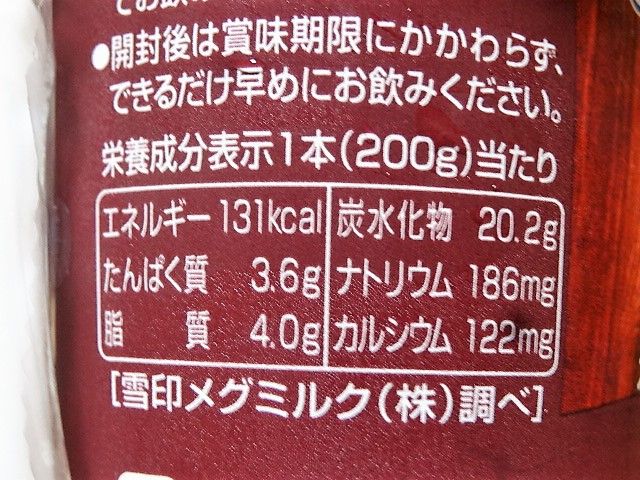 でお飲み
●開封後は賞味期限にかかわらず、
できるだけ早めにお飲みください。
栄養成分表示1本(200g)当たり
エネルギー 131kcal 炭水化物 20.2g
たんぱく質 3.6g ナトリウム 186mg
脂質 4.0g カルシウム 122mg
[雪印メグミルク(株)調べ]